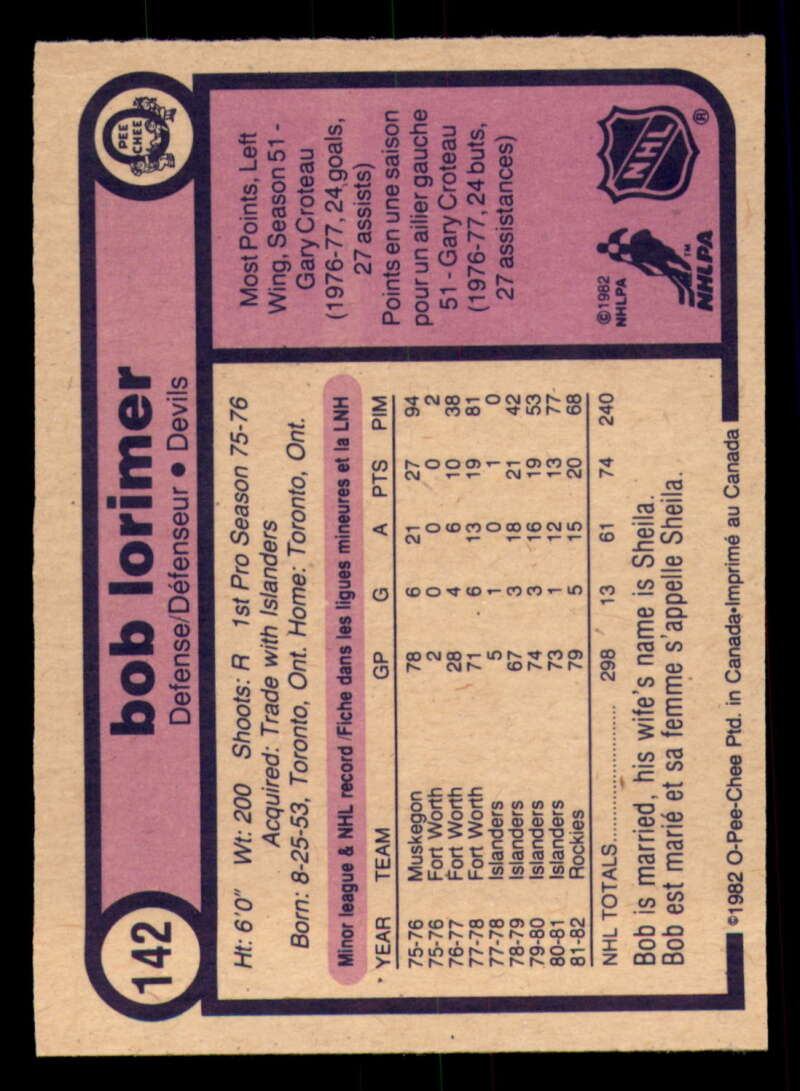 142
bob lorimer
Defense/Défenseur • Devils
O
PEE
CHEE
Ht: 6'0" Wt: 200 Shoots: R 1st Pro Season 75-76
Acquired: Trade with Islanders
Born: 8-25-53, Toronto, Ont. Home: Toronto, Ont.
Minor league & NHL record /Fiche dans les ligues mineures et la LNH
YEAR TEAM GP G A PTS PIM
75-76 Muskegon 78 6 21 27 94
75-76 Fort Worth 2 0 0 0 2
76-77 Fort Worth 28 4 6 10 38
77-78 Fort Worth 71 6 13 19 81
77-78 Islanders 5 1 0 1 0
78-79 Islanders 67 3 18 21 42
79-80 Islanders 74 3 16 19 53
80-81 Islanders 73 1 12 13 77
81-82 Rockies 79 5 15 20 68
NHL TOTALS.................... 298 13 61 74 240
Bob is married, his wife's name is Sheila.
Bob est marié et sa femme s'appelle Sheila.
Most Points, Left
Wing, Season 51 -
Gary Croteau
(1976-77, 24 goals,
27 assists)
Points en une saison
pour un ailier gauche
51 - Gary Croteau
(1976-77, 24 buts,
27 assistances)
©1982
NHLPA
NHLPA
TM
NHL
®
©1982 O-Pee-Chee Ptd. in Canada•Imprimé au Canada